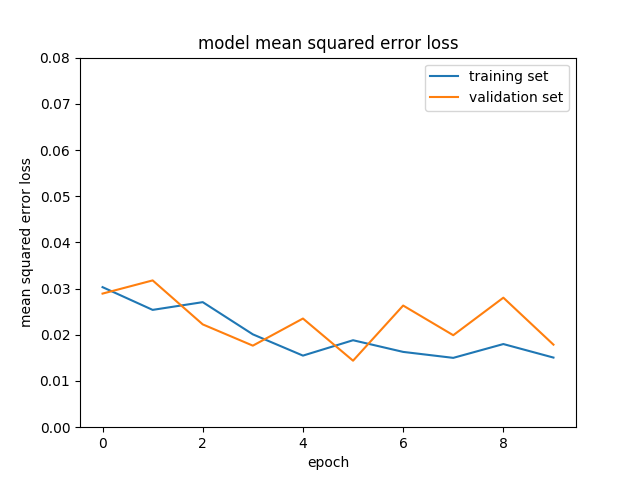 model mean squared error loss
0.08
0.07
0.06
0.05
0.04
0.03
0.02
0.01
0.00
mean squared error loss
training set
validation set
0 2 4 6 8
epoch